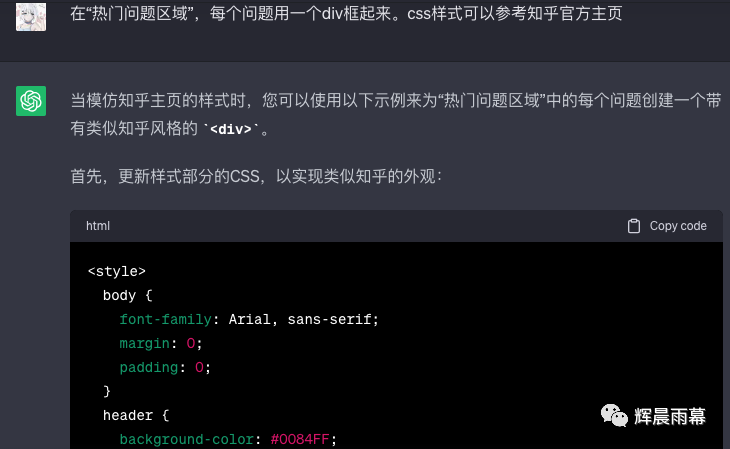 在“热门问题区域”，每个问题用一个div框起来。css样式可以参考知乎官方主页
当模仿知乎主页的样式时，您可以使用以下示例来为“热门问题区域”中的每个问题创建一个带
有类似知乎风格的 `<div>`。
首先，更新样式部分的CSS，以实现类似知乎的外观：
html Copy code
<style>
body {
font-family: Arial, sans-serif;
margin: 0;
padding: 0;
}
header {
background-color: #0084FF;
辉晨雨幕